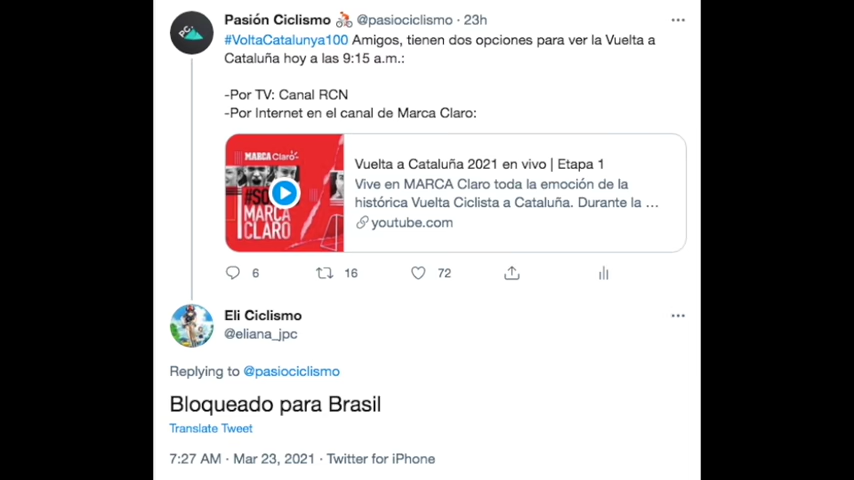 Pasión Ciclismo 🚴 @pasiociclismo · 23h
#VoltaCatalunya100 Amigos, tienen dos opciones para ver la Vuelta a
Cataluña hoy a las 9:15 a.m.:
-Por TV: Canal RCN
-Por Internet en el canal de Marca Claro:
MARCA Claro
#SO
MARCA
CLARO
Vuelta a Cataluña 2021 en vivo | Etapa 1
Vive en MARCA Claro toda la emoción de la
histórica Vuelta Ciclista a Cataluña. Durante la ...
youtube.com
6 16 72
Eli Ciclismo
@eliana_jpc
Replying to @pasiociclismo
Bloqueado para Brasil
Translate Tweet
7:27 AM · Mar 23, 2021 · Twitter for iPhone